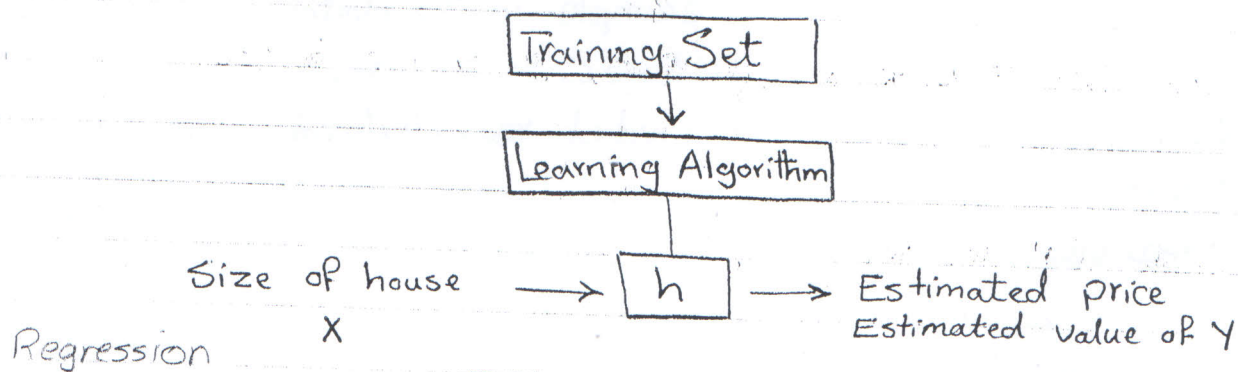 Training Set
Learning Algorithm
Size of house
h
Estimated price
X
Estimated value of Y
Regression